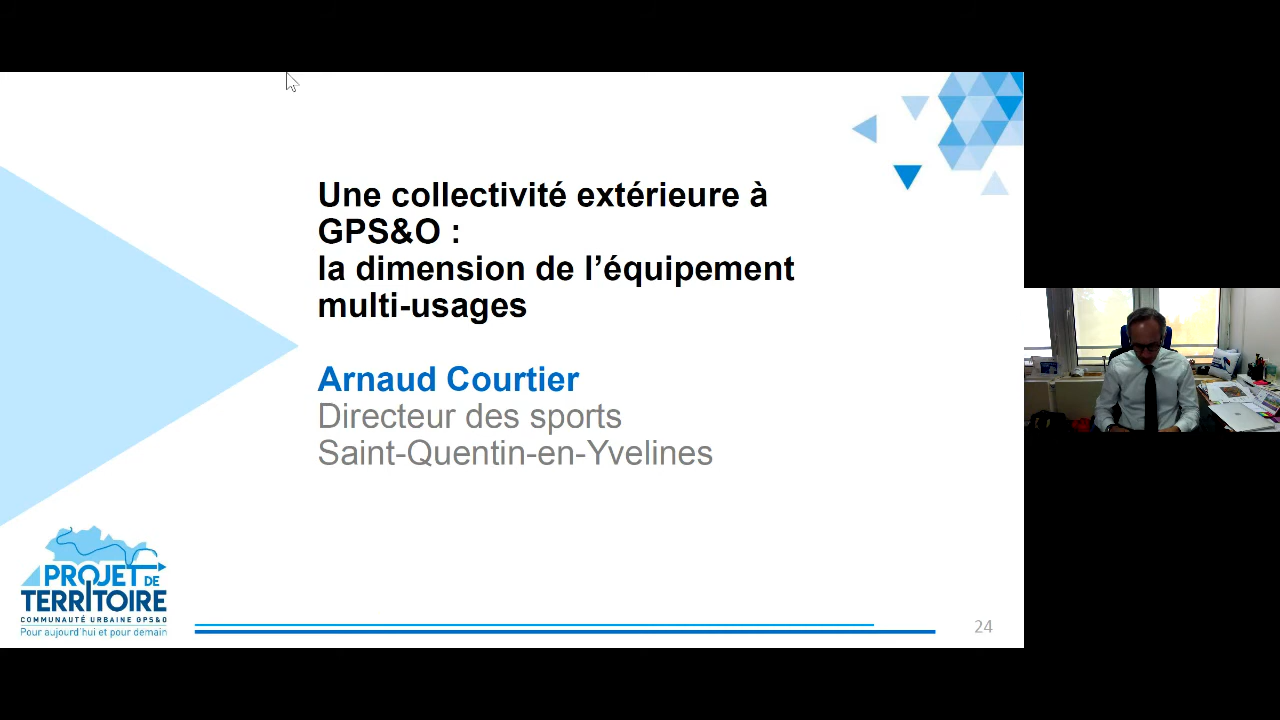 Une collectivité extérieure à
GPS&O :
la dimension de l’équipement
multi-usages
Arnaud Courtier
Directeur des sports
Saint-Quentin-en-Yvelines
PROJET DE
TERRITOIRE
COMMUNAUTÉ URBAINE GPS&O
Pour aujourd'hui et pour demain
24